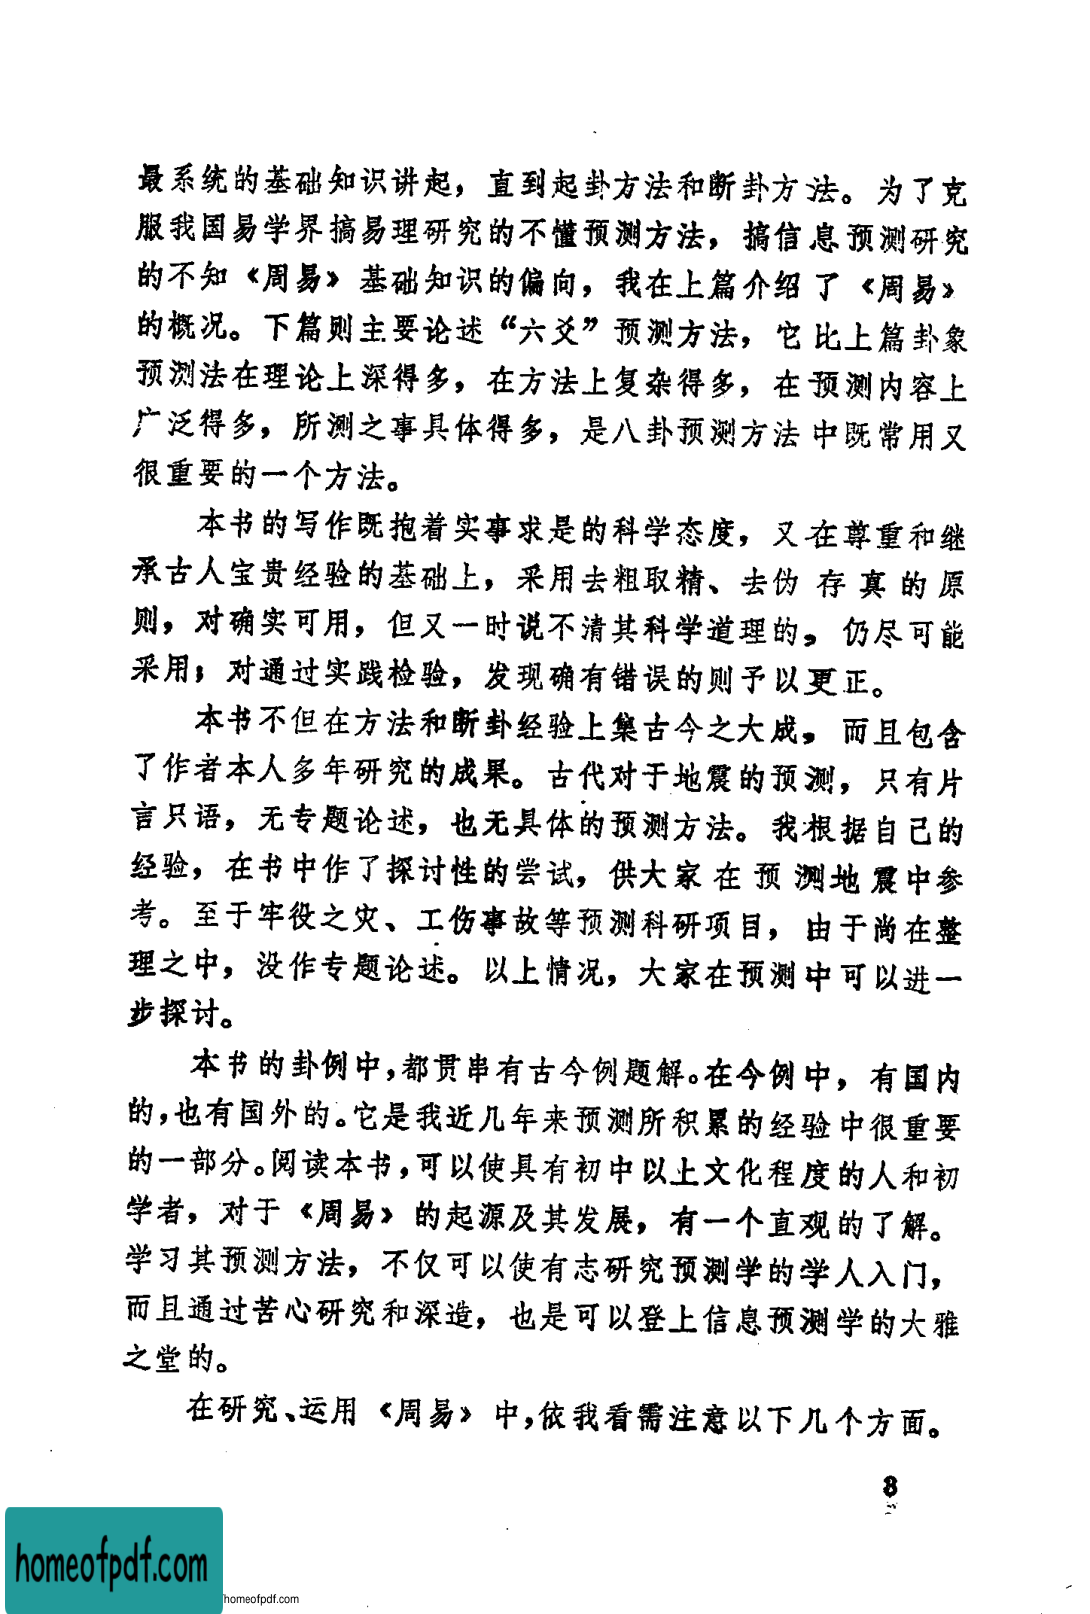 最系统的基础知识讲起，直到起卦方法和断卦方法。为了克
服我国易学界搞易理研究的不懂预测方法，搞信息预测研究
的不知《周易》基础知识的偏向，我在上篇介绍了《周易》
的概况。下篇则主要论述“六爻”预测方法，它比上篇卦象
预测法在理论上深得多，在方法上复杂得多，在预测内容上
广泛得多，所测之事具体得多，是八卦预测方法中既常用又
很重要的一个方法。
本书的写作既抱着实事求是的科学态度，又在尊重和继
承古人宝贵经验的基础上，采用去粗取精、去伪存真的原
则，对确实可用，但又一时说不清其科学道理的，仍尽可能
采用；对通过实践检验，发现确有错误的则予以更正。
本书不但在方法和断卦经验上集古今之大成，而且包含
了作者本人多年研究的成果。古代对于地震的预测，只有片
言只语，无专题论述，也无具体的预测方法。我根据自己的
经验，在书中作了探讨性的尝试，供大家在预测地震中参
考。至于牢役之灾、工伤事故等预测科研项目，由于尚在整
理之中，没作专题论述。以上情况，大家在预测中可以进一
步探讨。
本书的卦例中，都贯串有古今例题解。在今例中，有国内
的，也有国外的。它是我近几年来预测所积累的经验中很重要
的一部分。阅读本书，可以使具有初中以上文化程度的人和初
学者，对于《周易》的起源及其发展，有一个直观的了解。
学习其预测方法，不仅可以使有志研究预测学的学人入门，
而且通过苦心研究和深造，也是可以登上信息预测学的大雅
之堂的。
在研究、运用《周易》中，依我看需注意以下几个方面。
3
homeofpdf.com
homeofpdf.com